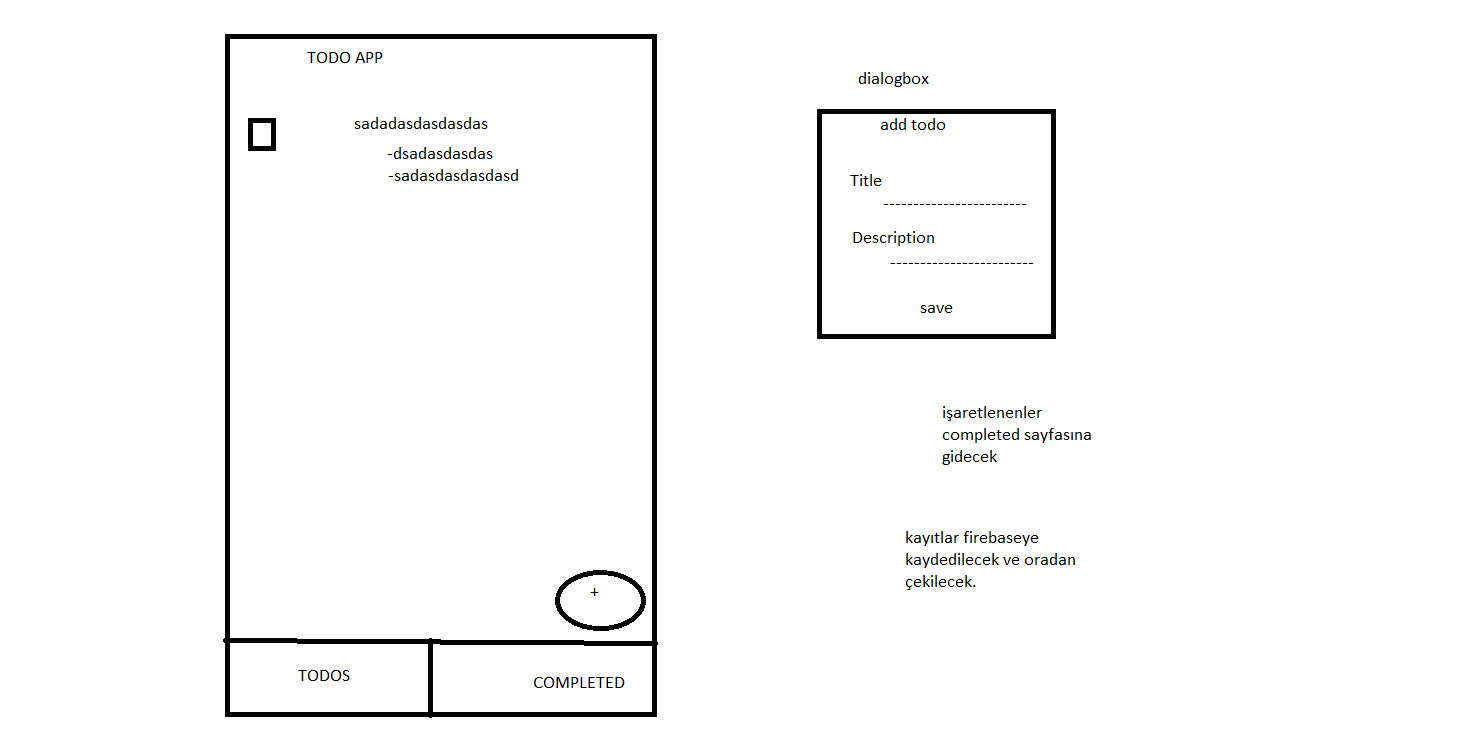 TODO APP
sadadasdasdasdas
-dsadasdasdas
-sadasdasdasdasd
+
TODOS
COMPLETED
dialogbox
add todo
Title
------------------------
Description
------------------------
save
işaretlenenler
completed sayfasına
gidecek
kayıtlar firebaseye
kaydedilecek ve oradan
çekilecek.